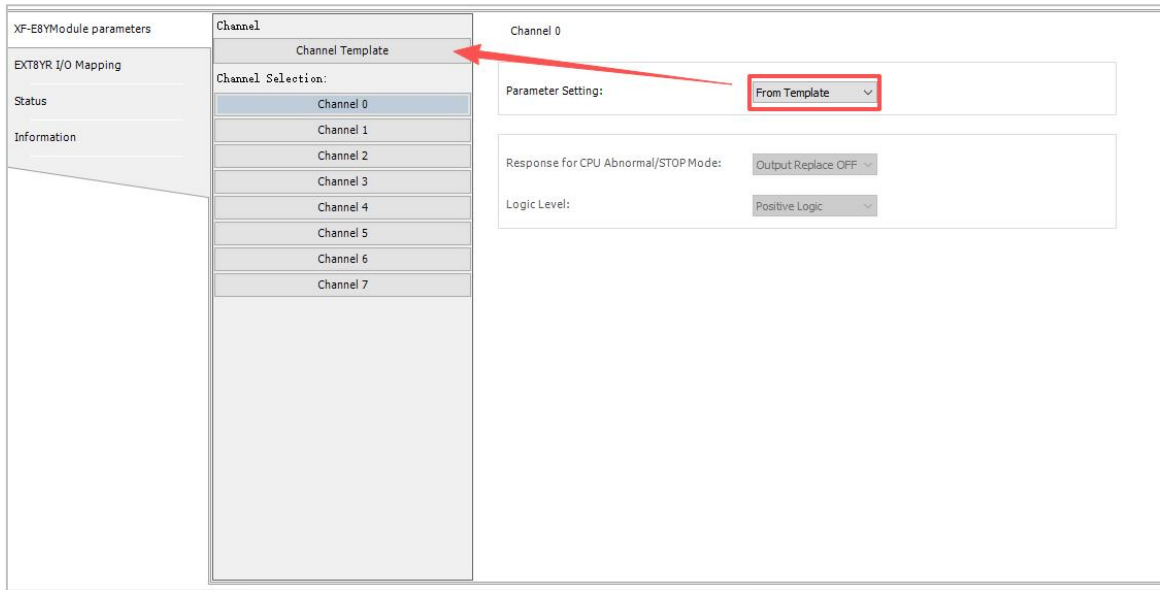 XF-E8YModule parameters
EXT8YR I/O Mapping
Status
Information
Channel
Channel Template
Channel Selection:
Channel 0
Channel 1
Channel 2
Channel 3
Channel 4
Channel 5
Channel 6
Channel 7
Channel 0
Parameter Setting: From Template
Response for CPU Abnormal/STOP Mode: Output Replace OFF
Logic Level: Positive Logic